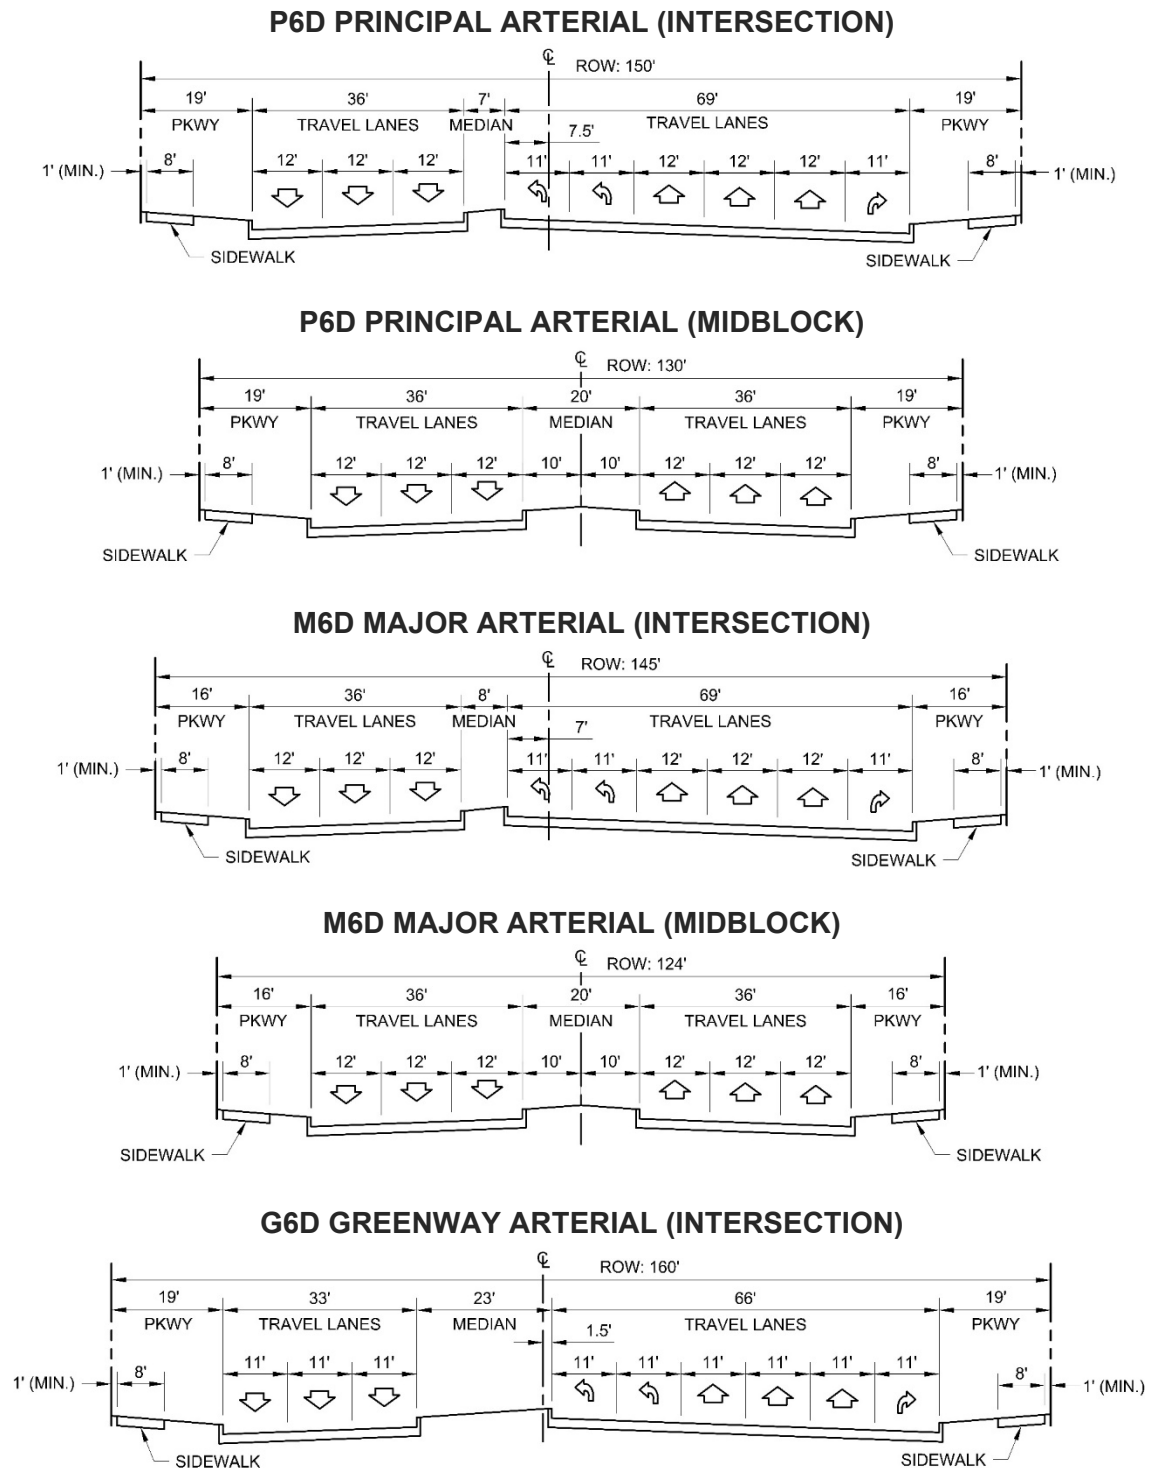 P6D PRINCIPAL ARTERIAL (INTERSECTION)
℄ ROW: 150'
19' 36' 7' 69' 19'
PKWY TRAVEL LANES MEDIAN TRAVEL LANES PKWY
7.5'
1' (MIN.) 8' 12' 12' 12' 11' 11' 12' 12' 12' 11' 8' 1' (MIN.)
SIDEWALK SIDEWALK
P6D PRINCIPAL ARTERIAL (MIDBLOCK)
℄ ROW: 130'
19' 36' 20' 36' 19'
PKWY TRAVEL LANES MEDIAN TRAVEL LANES PKWY
1' (MIN.) 8' 12' 12' 12' 10' 10' 12' 12' 12' 8' 1' (MIN.)
SIDEWALK SIDEWALK
M6D MAJOR ARTERIAL (INTERSECTION)
℄ ROW: 145'
16' 36' 8' 69' 16'
PKWY TRAVEL LANES MEDIAN TRAVEL LANES PKWY
7'
1' (MIN.) 8' 12' 12' 12' 11' 11' 12' 12' 12' 11' 8' 1' (MIN.)
SIDEWALK SIDEWALK
M6D MAJOR ARTERIAL (MIDBLOCK)
℄ ROW: 124'
16' 36' 20' 36' 16'
PKWY TRAVEL LANES MEDIAN TRAVEL LANES PKWY
1' (MIN.) 8' 12' 12' 12' 10' 10' 12' 12' 12' 8' 1' (MIN.)
SIDEWALK SIDEWALK
G6D GREENWAY ARTERIAL (INTERSECTION)
℄ ROW: 160'
19' 33' 23' 66' 19'
PKWY TRAVEL LANES MEDIAN TRAVEL LANES PKWY
1.5'
1' (MIN.) 8' 11' 11' 11' 11' 11' 11' 11' 11' 11' 8' 1' (MIN.)
SIDEWALK SIDEWALK